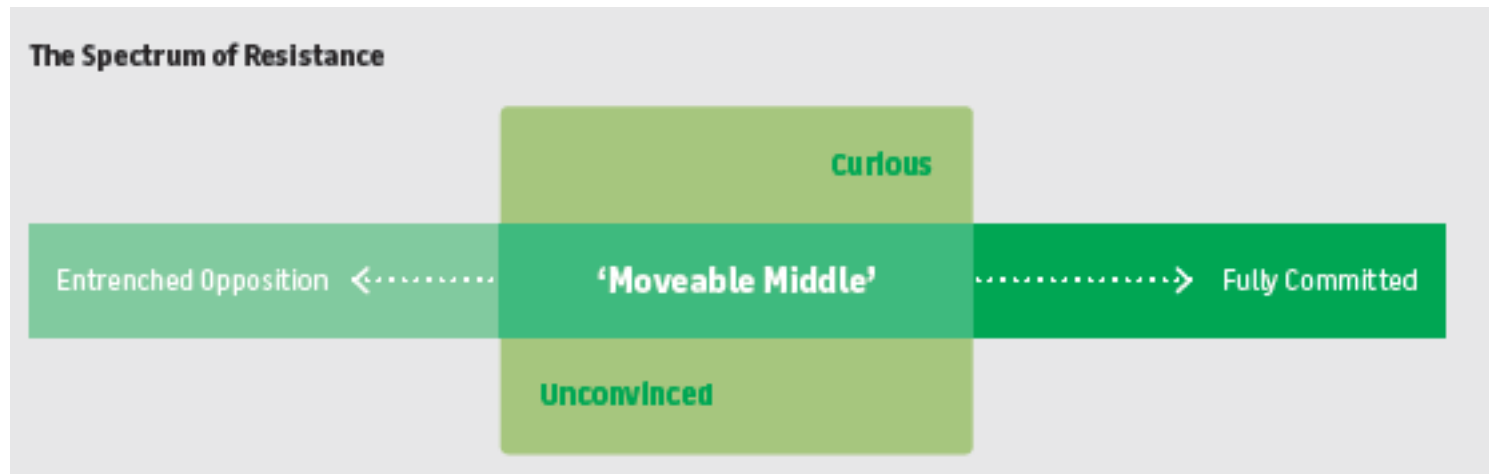 The Spectrum of Resistance
Curious
Entrenched Opposition
‘Moveable Middle’
Fully Committed
Unconvinced